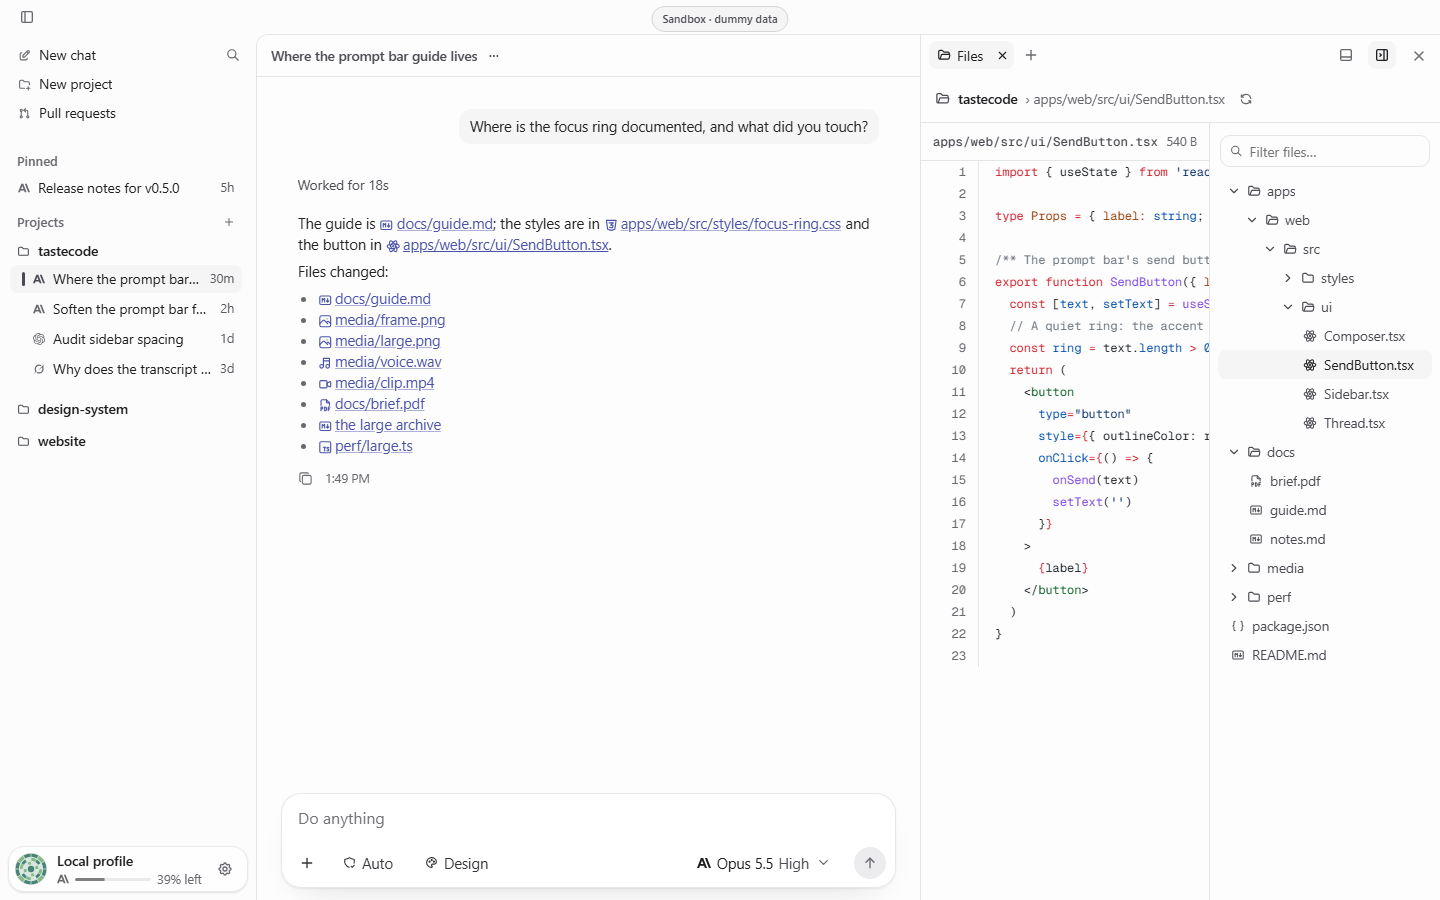 Sandbox · dummy data
New chat
New project
Pull requests
Pinned
Release notes for v0.5.0 5h
Projects
tastecode
Where the prompt bar... 30m
Soften the prompt bar f... 2h
Audit sidebar spacing 1d
Why does the transcript ... 3d
design-system
website
Local profile
39% left
Where the prompt bar guide lives
Where is the focus ring documented, and what did you touch?
Worked for 18s
The guide is docs/guide.md; the styles are in apps/web/src/styles/focus-ring.css and
the button in apps/web/src/ui/SendButton.tsx.
Files changed:
docs/guide.md
media/frame.png
media/large.png
media/voice.wav
media/clip.mp4
docs/brief.pdf
the large archive
perf/large.ts
1:49 PM
Do anything
Auto Design Opus 5.5 High
Files
tastecode › apps/web/src/ui/SendButton.tsx
apps/web/src/ui/SendButton.tsx 540 B
1 import { useState } from 'reac
2
3 type Props = { label: string;
4
5 /** The prompt bar's send butt
6 export function SendButton({ l
7 const [text, setText] = useS
8 // A quiet ring: the accent
9 const ring = text.length > 0
10 return (
11 <button
12 type="button"
13 style={{ outlineColor: r
14 onClick={() => {
15 onSend(text)
16 setText('')
17 }}
18 >
19 {label}
20 </button>
21 )
22 }
23
Filter files...
apps
web
src
styles
ui
Composer.tsx
SendButton.tsx
Sidebar.tsx
Thread.tsx
docs
brief.pdf
guide.md
notes.md
media
perf
package.json
README.md